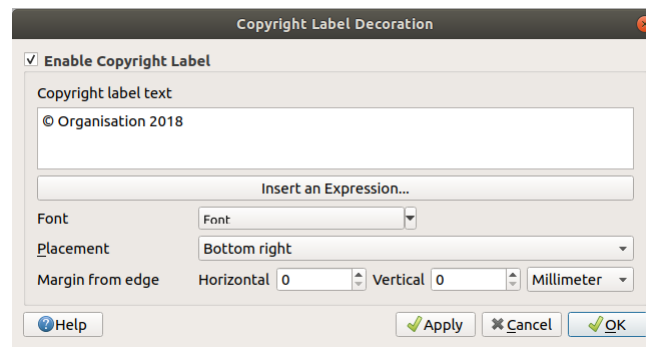 Copyright Label Decoration
Enable Copyright Label
Copyright label text
© Organisation 2018
Insert an Expression...
Font Font
Placement Bottom right
Margin from edge Horizontal 0 Vertical 0 Millimeter
Help Apply Cancel OK